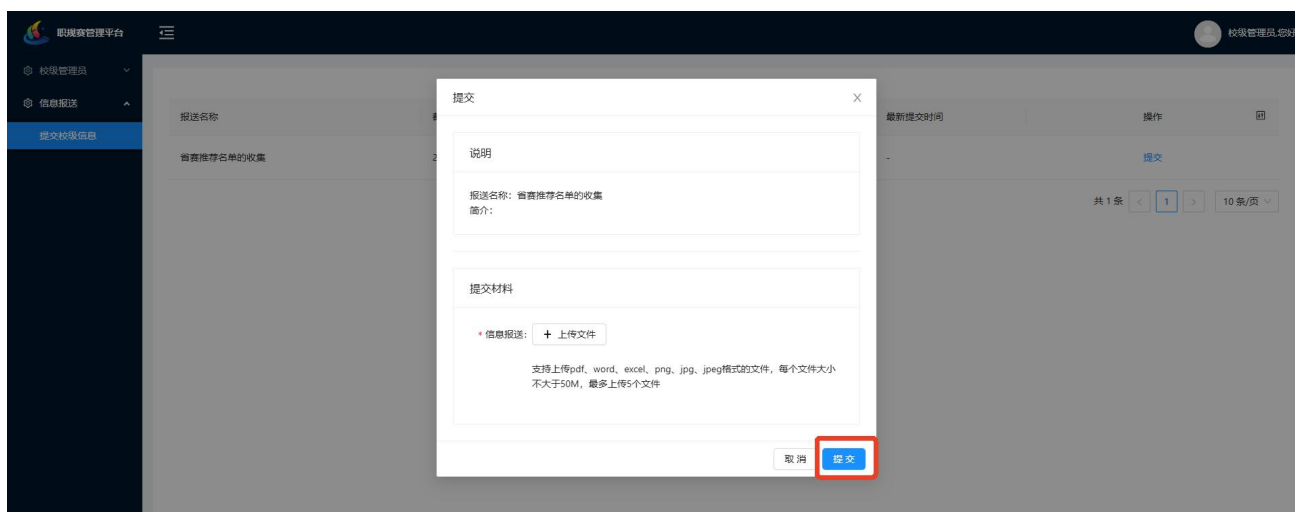 职规赛管理平台
校级管理员,您好
校级管理员
信息报送
提交校级信息
报送名称
最新提交时间
操作
省赛推荐名单的收集
-
提交
共 1 条
<
1
>
10 条/页
提交
说明
报送名称：省赛推荐名单的收集
简介：
提交材料
* 信息报送：
+ 上传文件
支持上传pdf、word、excel、png、jpg、jpeg格式的文件，每个文件大小
不大于50M，最多上传5个文件
取 消
提 交